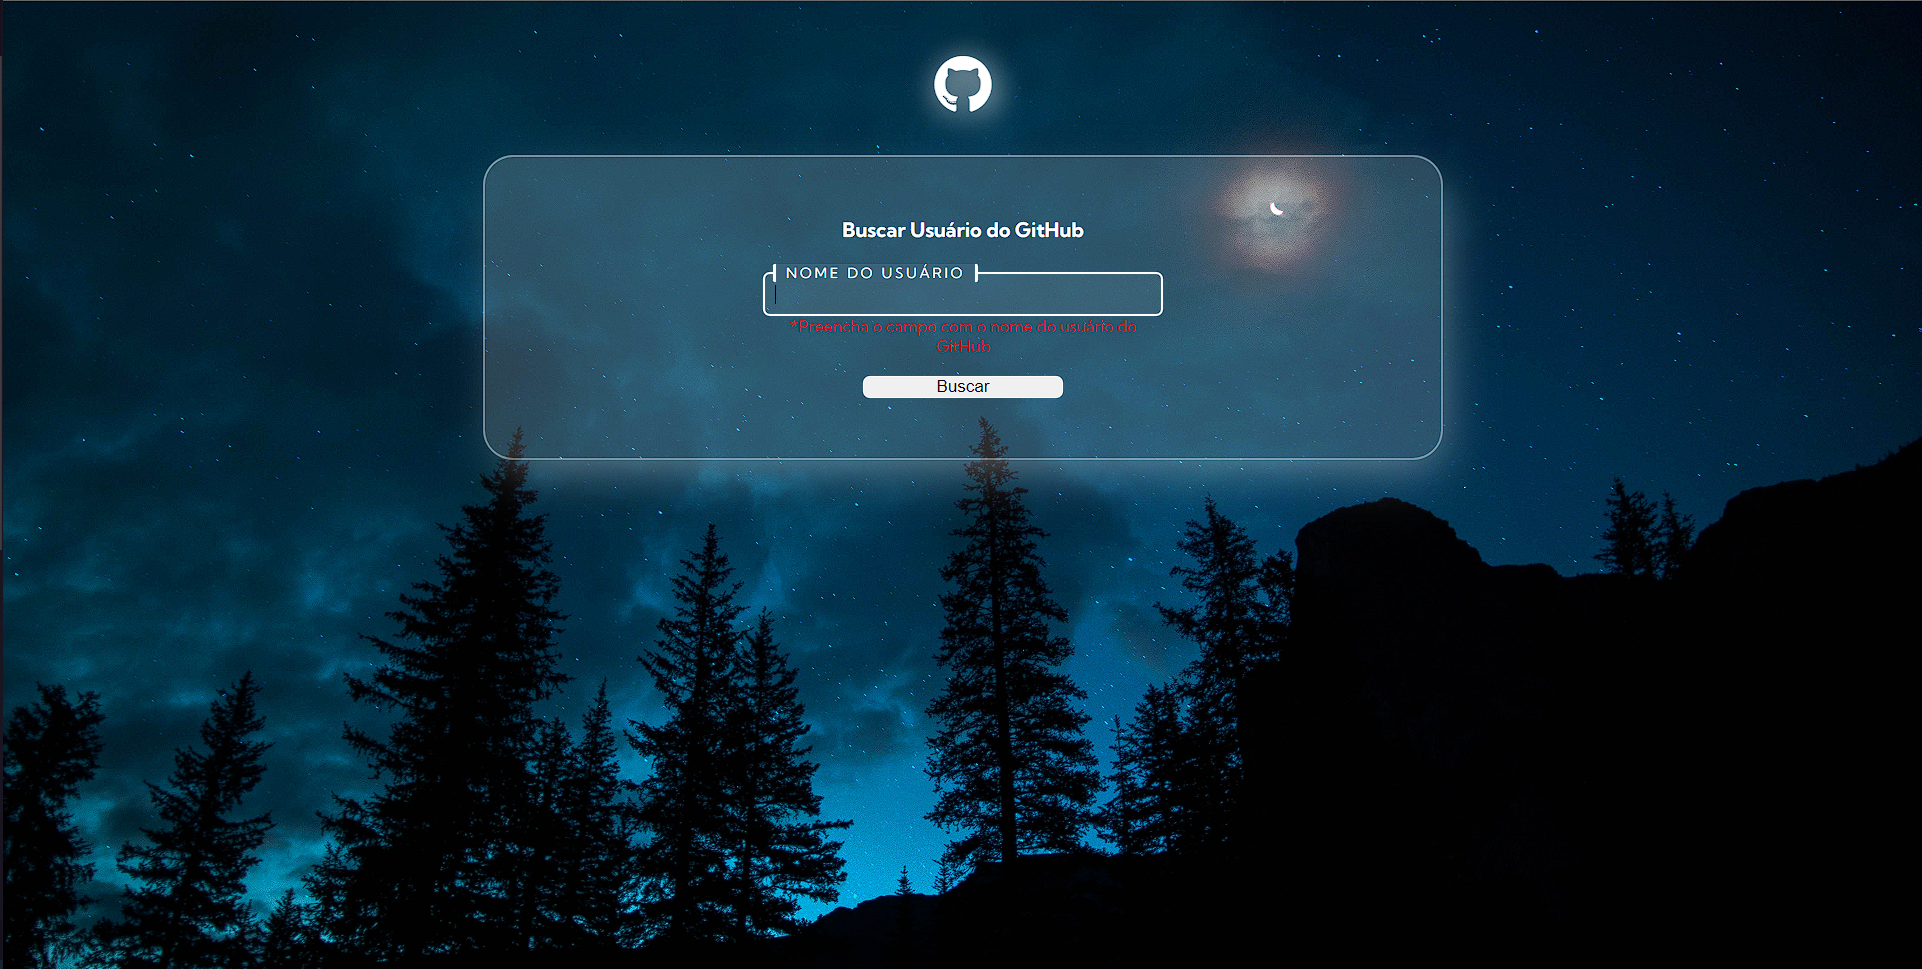 Buscar Usuário do GitHub
NOME DO USUÁRIO
*Preencha o campo com o nome do usuário do
GitHub
Buscar